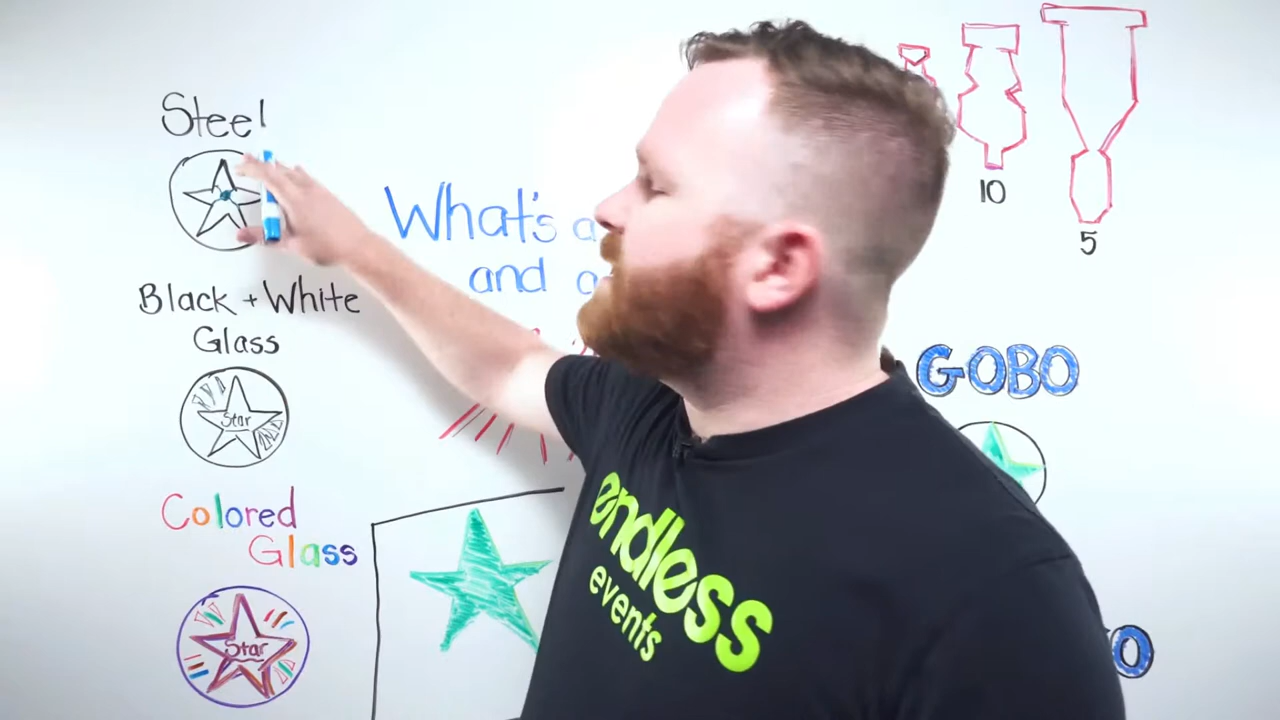 Steel
Black + White
Glass
Star
Colored
Glass
Star
What's a
and
10
5
GOBO
endless
events
O